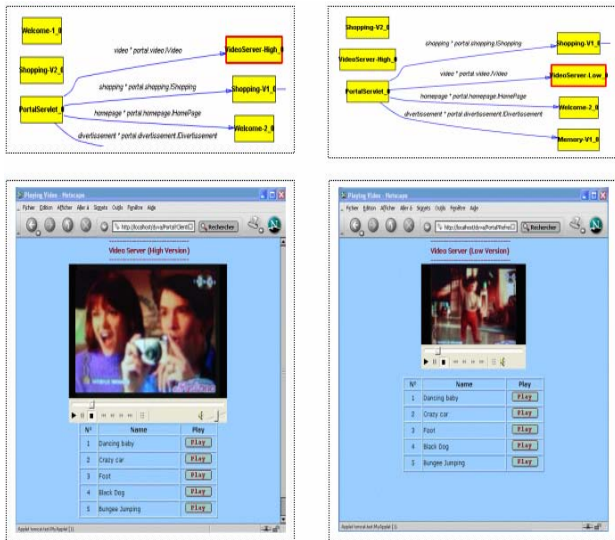 Welcome-1_0
Shopping-V2_0
PortalServlet_0
video * portal.video.IVideo
shopping * portal.shopping.IShopping
homepage * portal.homepage.IHomePage
divertissement * portal.divertissement.IDivertissement
VideoServer-High_0
Shopping-V1_0
Welcome-2_0
Shopping-V2_0
VideoServer-High_0
PortalServlet_0
shopping * portal.shopping.IShopping
video * portal.video.IVideo
homepage * portal.homepage.IHomePage
divertissement * portal.divertissement.IDivertissement
Shopping-V1_0
VideoServer-Low_0
Welcome-2_0
Memory-V1_0
Playing Video - Netscape
Fichier Edition Afficher Aller à Signets Outils Fenêtre Aide
Rechercher
Video Server (High Version)
N° Name Play
1 Dancing baby Play
2 Crazy car Play
3 Foot Play
4 Black Dog Play
5 Bungee Jumping Play
Playing Video - Netscape
Fichier Edition Afficher Aller à Signets Outils Fenêtre Aide
Rechercher
Video Server (Low Version)
N° Name Play
1 Dancing baby Play
2 Crazy car Play
3 Foot Play
4 Black Dog Play
5 Bungee Jumping Play